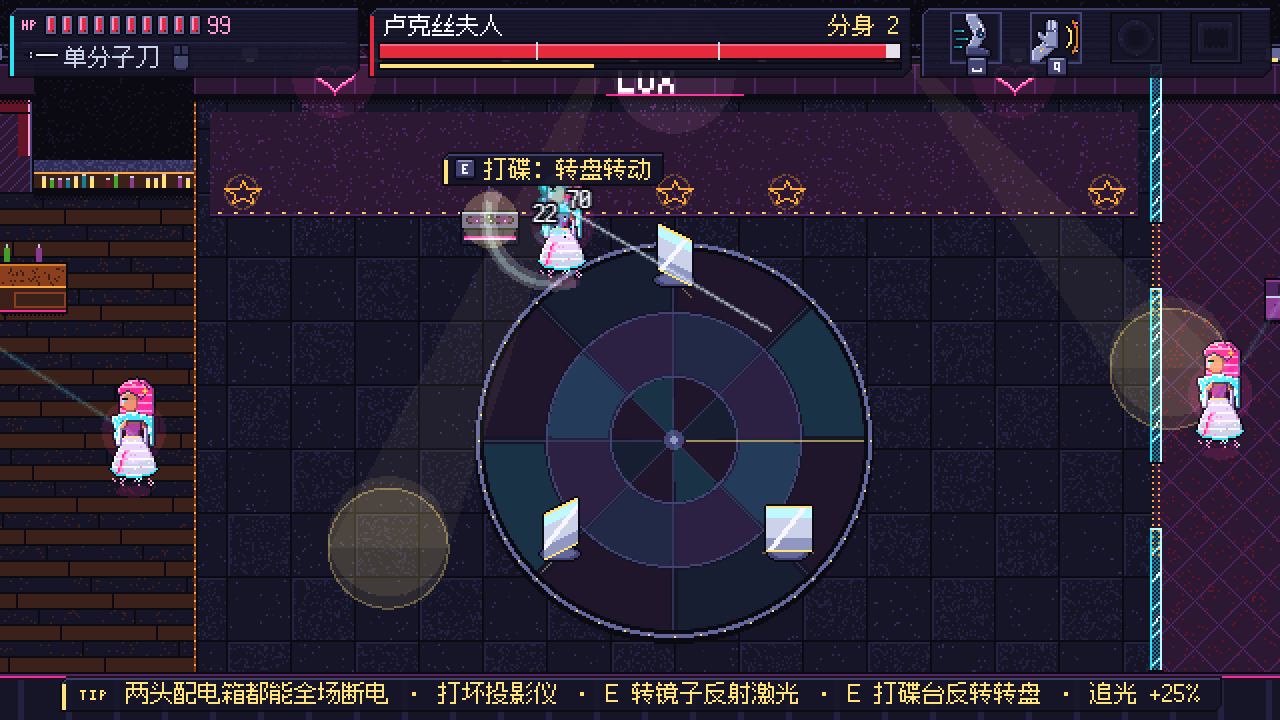 HP 99
单分子刀
卢克丝夫人 分身 2
q
LUX
E 打碟：转盘转动
22 70
TIP 两头配电箱都能全场断电 · 打坏投影仪 · E 转镜子反射激光 · E 打碟台反转转盘 · 追光 +25%